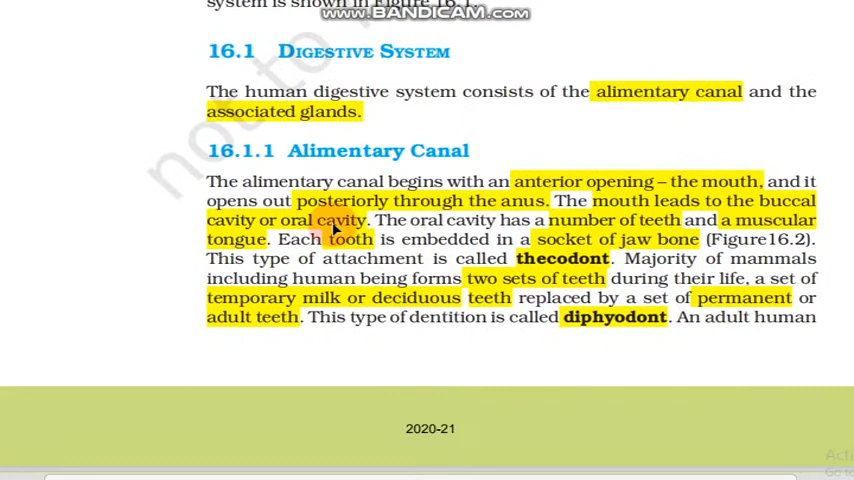 system is shown in Figure 16.1.
www.BANDICAM.com
16.1 DIGESTIVE SYSTEM
The human digestive system consists of the alimentary canal and the
associated glands.
16.1.1 Alimentary Canal
The alimentary canal begins with an anterior opening – the mouth, and it
opens out posteriorly through the anus. The mouth leads to the buccal
cavity or oral cavity. The oral cavity has a number of teeth and a muscular
tongue. Each tooth is embedded in a socket of jaw bone (Figure16.2).
This type of attachment is called thecodont. Majority of mammals
including human being forms two sets of teeth during their life, a set of
temporary milk or deciduous teeth replaced by a set of permanent or
adult teeth. This type of dentition is called diphyodont. An adult human
not to
2020-21